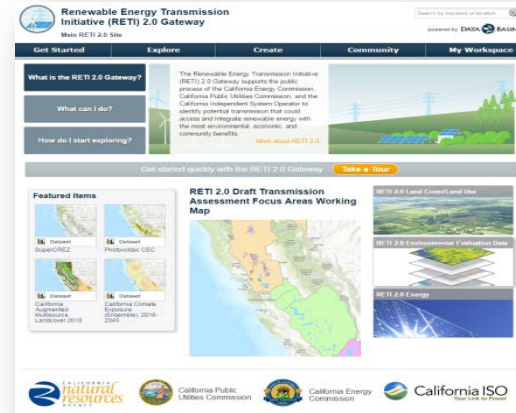 Renewable Energy Transmission
Initiative (RETI) 2.0 Gateway
Main RETI 2.0 Site
Search by keyword or location
powered by DATA BASIN
Get Started Explore Create Community My Workspace
What is the RETI 2.0 Gateway?
What can I do?
How do I start exploring?
The Renewable Energy Transmission Initiative
(RETI) 2.0 Gateway supports the public
process of the California Energy Commission,
California Public Utilities Commission, and the
California Independent System Operator to
identify potential transmission that could
access and integrate renewable energy with
the most environmental, economic, and
community benefits.
More about RETI 2.0
Get started quickly with the RETI 2.0 Gateway Take a Tour
Featured Items
Dataset
SuperCREZ
Dataset
Photovoltaic CEC
Dataset
California
Augmented
Multisource
Landcover 2010
Dataset
California Climate
Exposure
(Ensemble), 2016-
2045
RETI 2.0 Draft Transmission
Assessment Focus Areas Working
Map
RETI 2.0 Land Cover/Land Use
RETI 2.0 Environmental Evaluation Data
RETI 2.0 Energy
CALIFORNIA
natural
resources
AGENCY
California Public
Utilities Commission
California Energy
Commission
California ISO
Your Link to Power